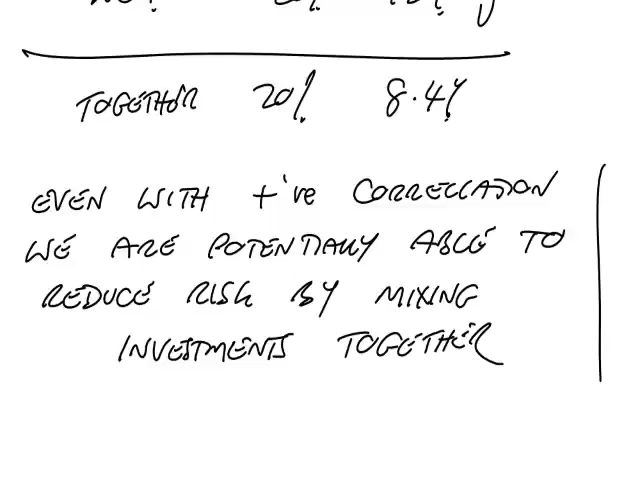 TOGETHER 20% 8.4%
EVEN WITH +'ve CORRELATION
WE ARE POTENTIALLY ABLE TO
REDUCE RISK BY MIXING
INVESTMENTS TOGETHER